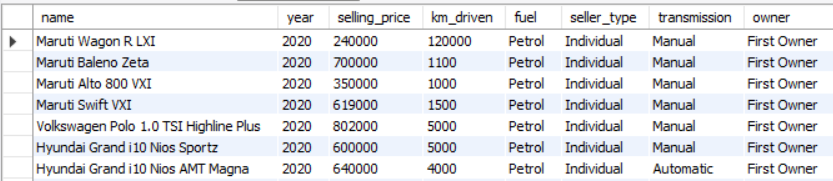 name year selling_price km_driven fuel seller_type transmission owner
Maruti Wagon R LXI 2020 240000 120000 Petrol Individual Manual First Owner
Maruti Baleno Zeta 2020 700000 1100 Petrol Individual Manual First Owner
Maruti Alto 800 VXI 2020 350000 1000 Petrol Individual Manual First Owner
Maruti Swift VXI 2020 619000 1500 Petrol Individual Manual First Owner
Volkswagen Polo 1.0 TSI Highline Plus 2020 802000 5000 Petrol Individual Manual First Owner
Hyundai Grand i10 Nios Sportz 2020 600000 5000 Petrol Individual Manual First Owner
Hyundai Grand i10 Nios AMT Magna 2020 640000 4000 Petrol Individual Automatic First Owner